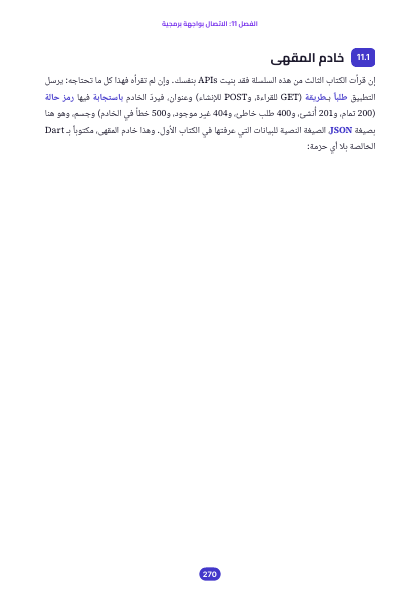 الفصل 11: الاتصال بواجهة برمجية
11.1 خادم المقهى
إن قرأت الكتاب الثالث من هذه السلسلة فقد بنيت APIs بنفسك. وإن لم تقرأه فهذا كل ما تحتاجه: يرسل
التطبيق طلباً بـطريقة (GET للقراءة، وPOST للإنشاء) وعنوان، فيردّ الخادم باستجابة فيها رمز حالة
(200 تمام، و201 أُنشئ، و400 طلب خاطئ، و404 غير موجود، و500 خطأ في الخادم) وجسم، وهو هنا
بصيغة JSON، الصيغة النصية للبيانات التي عرفتها في الكتاب الأول. وهذا خادم المقهى، مكتوباً بـ Dart
الخالصة بلا أي حزمة:
270